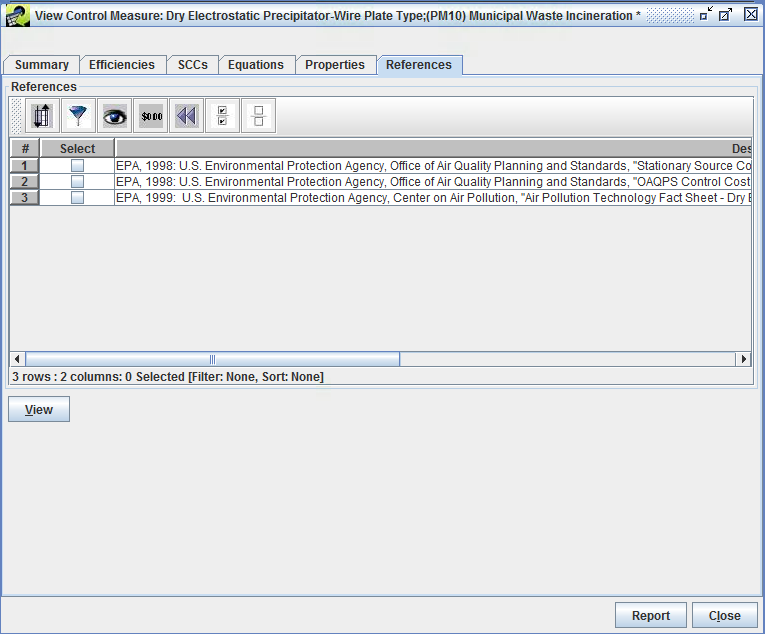 View Control Measure: Dry Electrostatic Precipitator-Wire Plate Type;(PM10) Municipal Waste Incineration *
Summary Efficiencies SCCs Equations Properties References
References
$0.00
# Select Des
1 EPA, 1998: U.S. Environmental Protection Agency, Office of Air Quality Planning and Standards, "Stationary Source Co
2 EPA, 1998: U.S. Environmental Protection Agency, Office of Air Quality Planning and Standards, "OAQPS Control Cost
3 EPA, 1999:  U.S. Environmental Protection Agency, Center on Air Pollution, "Air Pollution Technology Fact Sheet - Dry E
3 rows : 2 columns: 0 Selected [Filter: None, Sort: None]
View
Report Close